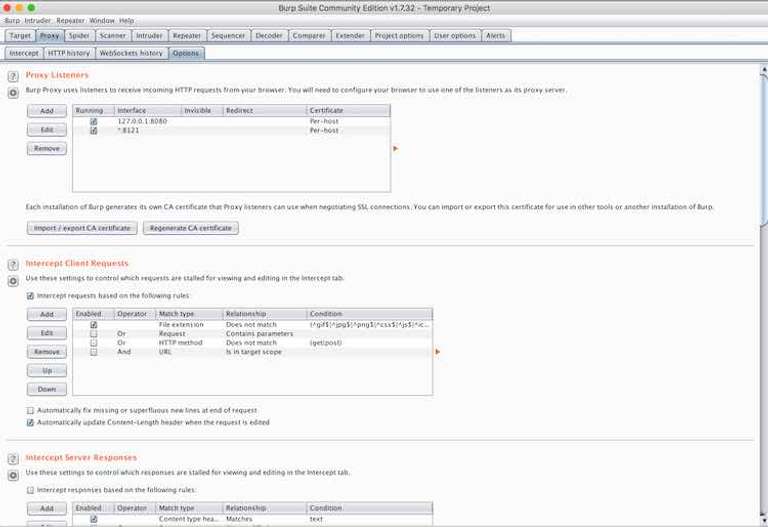 Burp Suite Community Edition v1.7.32 - Temporary Project
Burp Intruder Repeater Window Help
Target Proxy Spider Scanner Intruder Repeater Sequencer Decoder Comparer Extender Project options User options Alerts
Intercept HTTP history WebSockets history Options
? Proxy Listeners
Burp Proxy uses listeners to receive incoming HTTP requests from your browser. You will need to configure your browser to use one of the listeners as its proxy server.
Add Running Interface Invisible Redirect Certificate
127.0.0.1:8080 Per-host
Edit *:8121 Per-host
Remove
Each installation of Burp generates its own CA certificate that Proxy listeners can use when negotiating SSL connections. You can import or export this certificate for use in other tools or another installation of Burp.
Import / export CA certificate Regenerate CA certificate
? Intercept Client Requests
Use these settings to control which requests are stalled for viewing and editing in the Intercept tab.
Intercept requests based on the following rules:
Add Enabled Operator Match type Relationship Condition
File extension Does not match (^gif$|^jpg$|^png$|^css$|^js$|^ic...
Edit Or Request Contains parameters
Or HTTP method Does not match (get|post)
Remove And URL Is in target scope
Up
Down
Automatically fix missing or superfluous new lines at end of request
Automatically update Content-Length header when the request is edited
? Intercept Server Responses
Use these settings to control which responses are stalled for viewing and editing in the Intercept tab.
Intercept responses based on the following rules:
Add Enabled Operator Match type Relationship Condition
Content type hea... Matches text